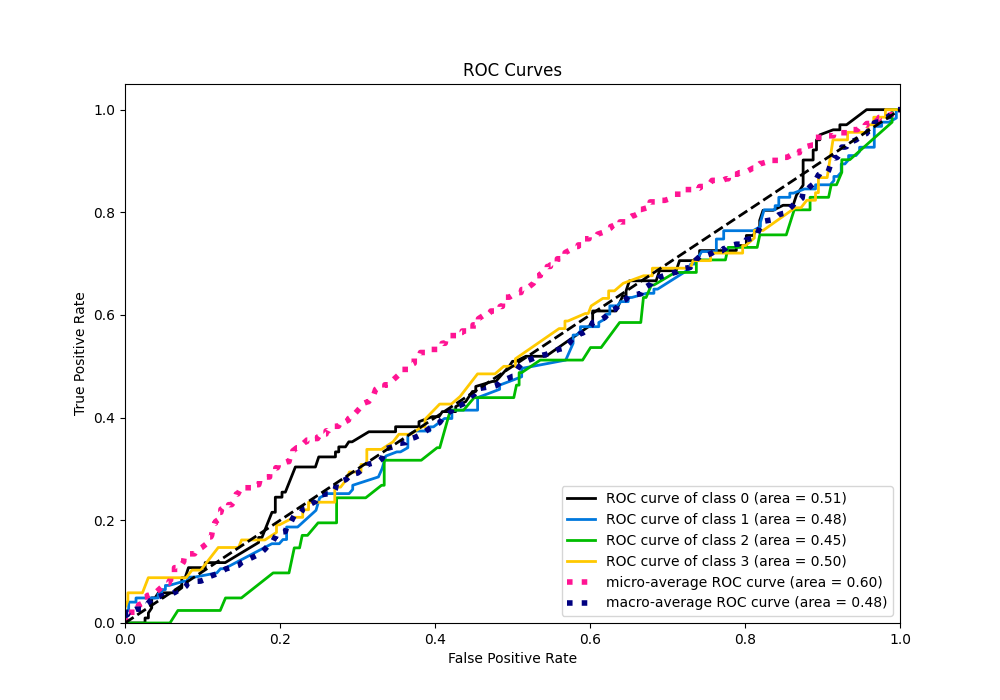 ROC Curves
True Positive Rate
1.0
0.8
0.6
0.4
0.2
0.0
ROC curve of class 0 (area = 0.51)
ROC curve of class 1 (area = 0.48)
ROC curve of class 2 (area = 0.45)
ROC curve of class 3 (area = 0.50)
micro-average ROC curve (area = 0.60)
macro-average ROC curve (area = 0.48)
0.0 0.2 0.4 0.6 0.8 1.0
False Positive Rate